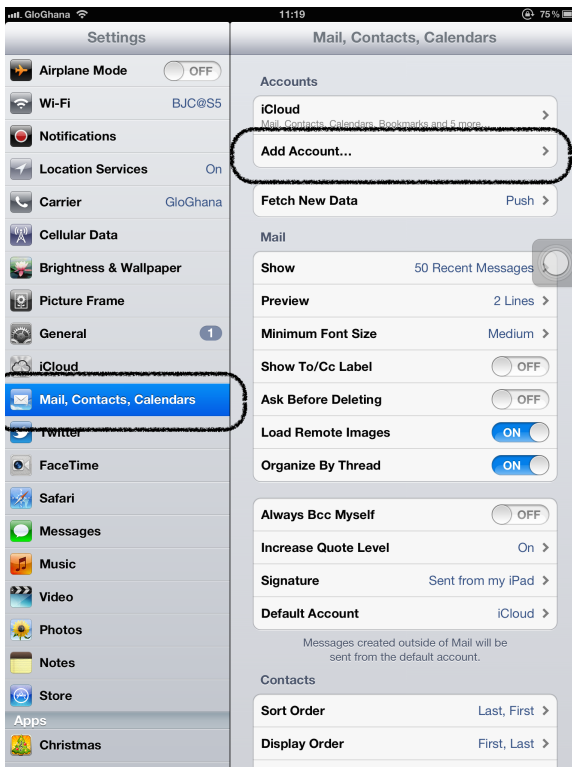 GloGhana 11:19 75%
Settings
Airplane Mode OFF
Wi-Fi BJC@S5
Notifications
Location Services On
Carrier GloGhana
Cellular Data
Brightness & Wallpaper
Picture Frame
General 1
iCloud
Mail, Contacts, Calendars
Twitter
FaceTime
Safari
Messages
Music
Video
Photos
Notes
Store
Apps
Christmas
Mail, Contacts, Calendars
Accounts
iCloud
Mail, Contacts, Calendars, Bookmarks and 5 more...
Add Account...
Fetch New Data Push
Mail
Show 50 Recent Messages
Preview 2 Lines
Minimum Font Size Medium
Show To/Cc Label OFF
Ask Before Deleting OFF
Load Remote Images ON
Organize By Thread ON
Always Bcc Myself OFF
Increase Quote Level On
Signature Sent from my iPad
Default Account iCloud
Messages created outside of Mail will be
sent from the default account.
Contacts
Sort Order Last, First
Display Order First, Last